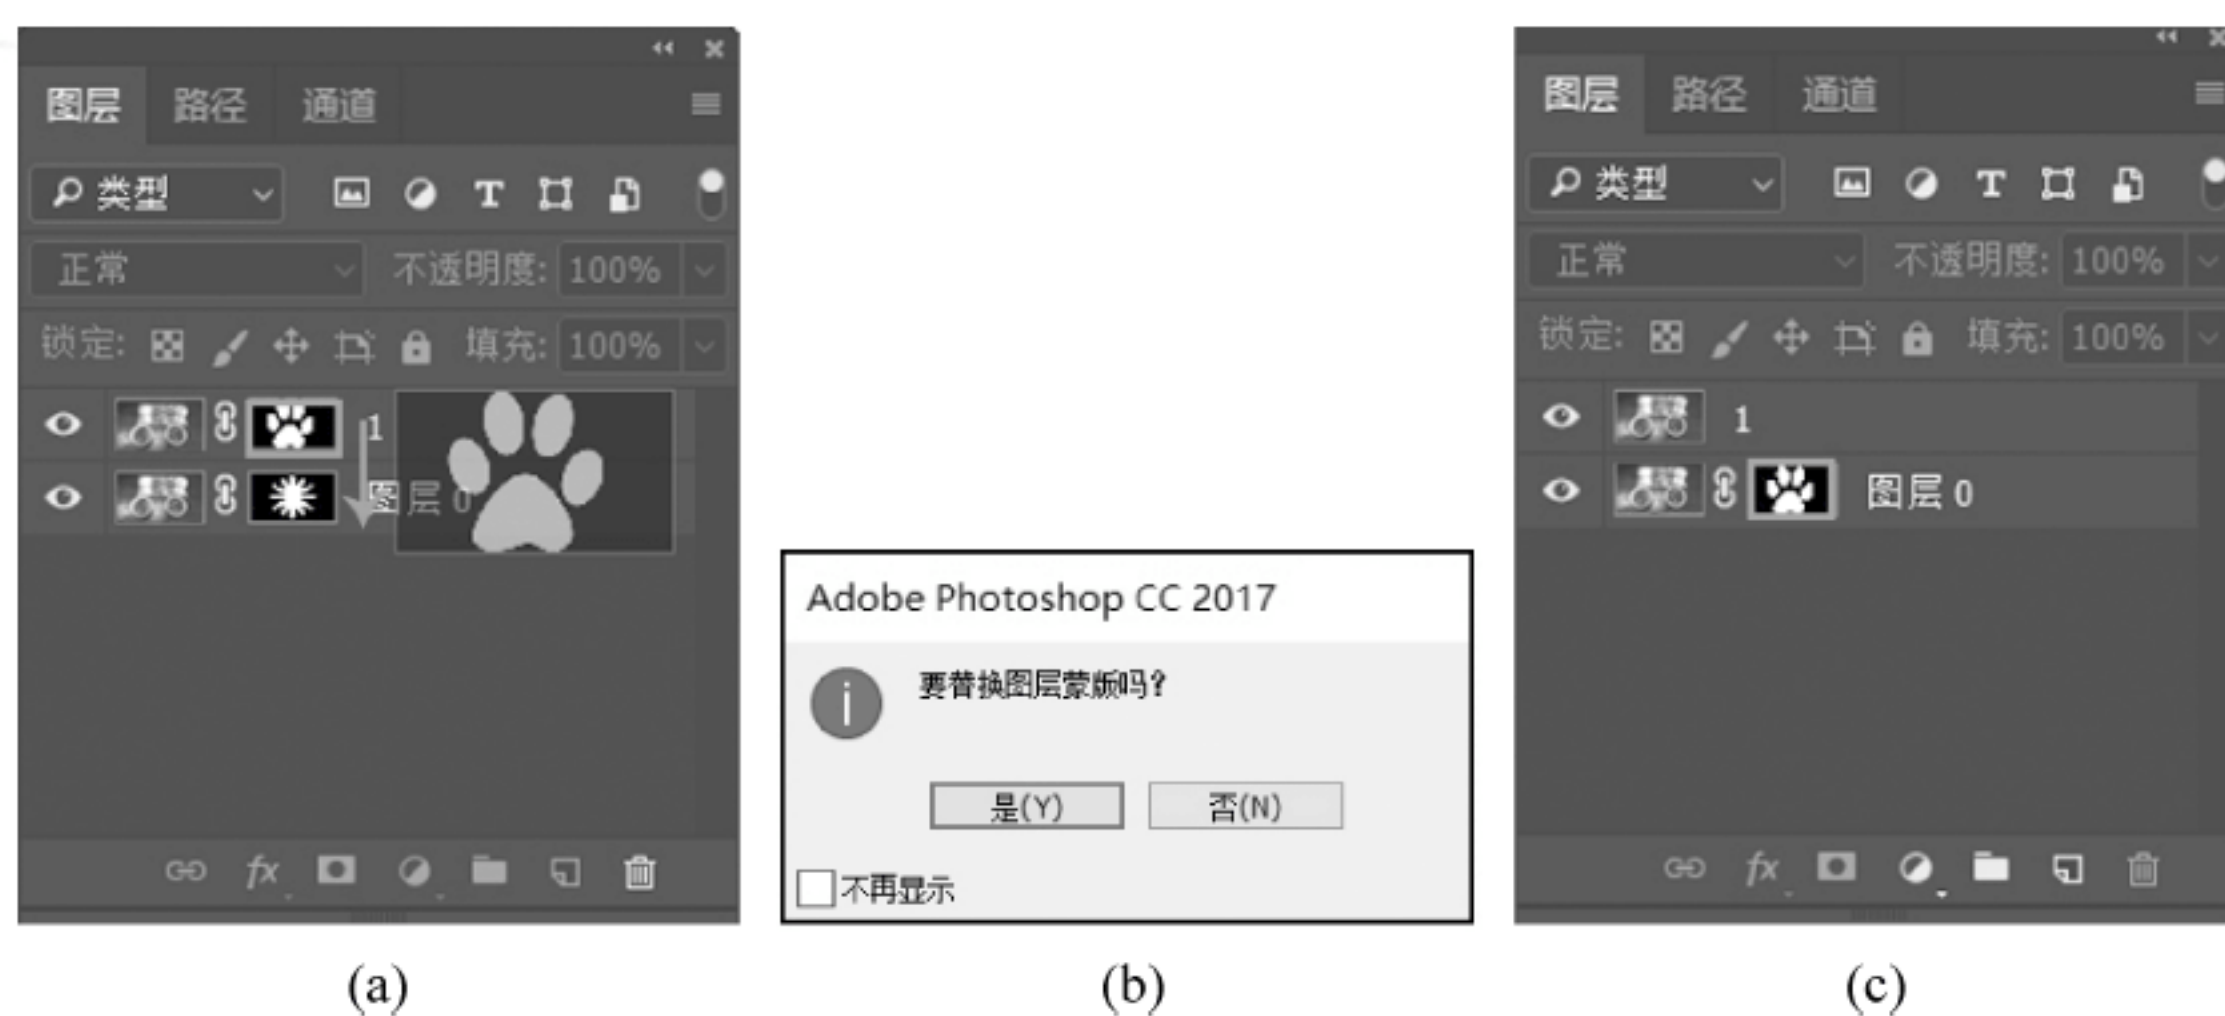 图层 路径 通道
类型
正常 不透明度: 100%
锁定: 填充: 100%
1
图层 0
fx
(a)
Adobe Photoshop CC 2017
要替换图层蒙版吗?
是(Y) 否(N)
不再显示
(b)
图层 路径 通道
类型
正常 不透明度: 100%
锁定: 填充: 100%
1
图层 0
fx
(c)